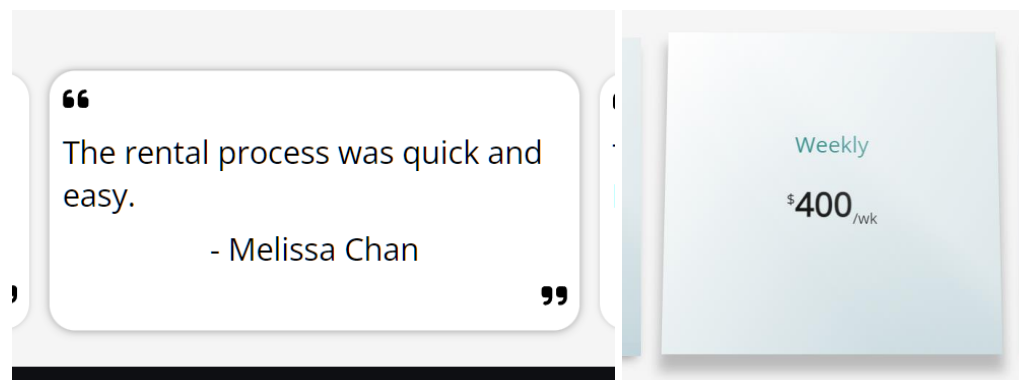 ❝
The rental process was quick and
easy.
- Melissa Chan
❞
Weekly
$400/wk